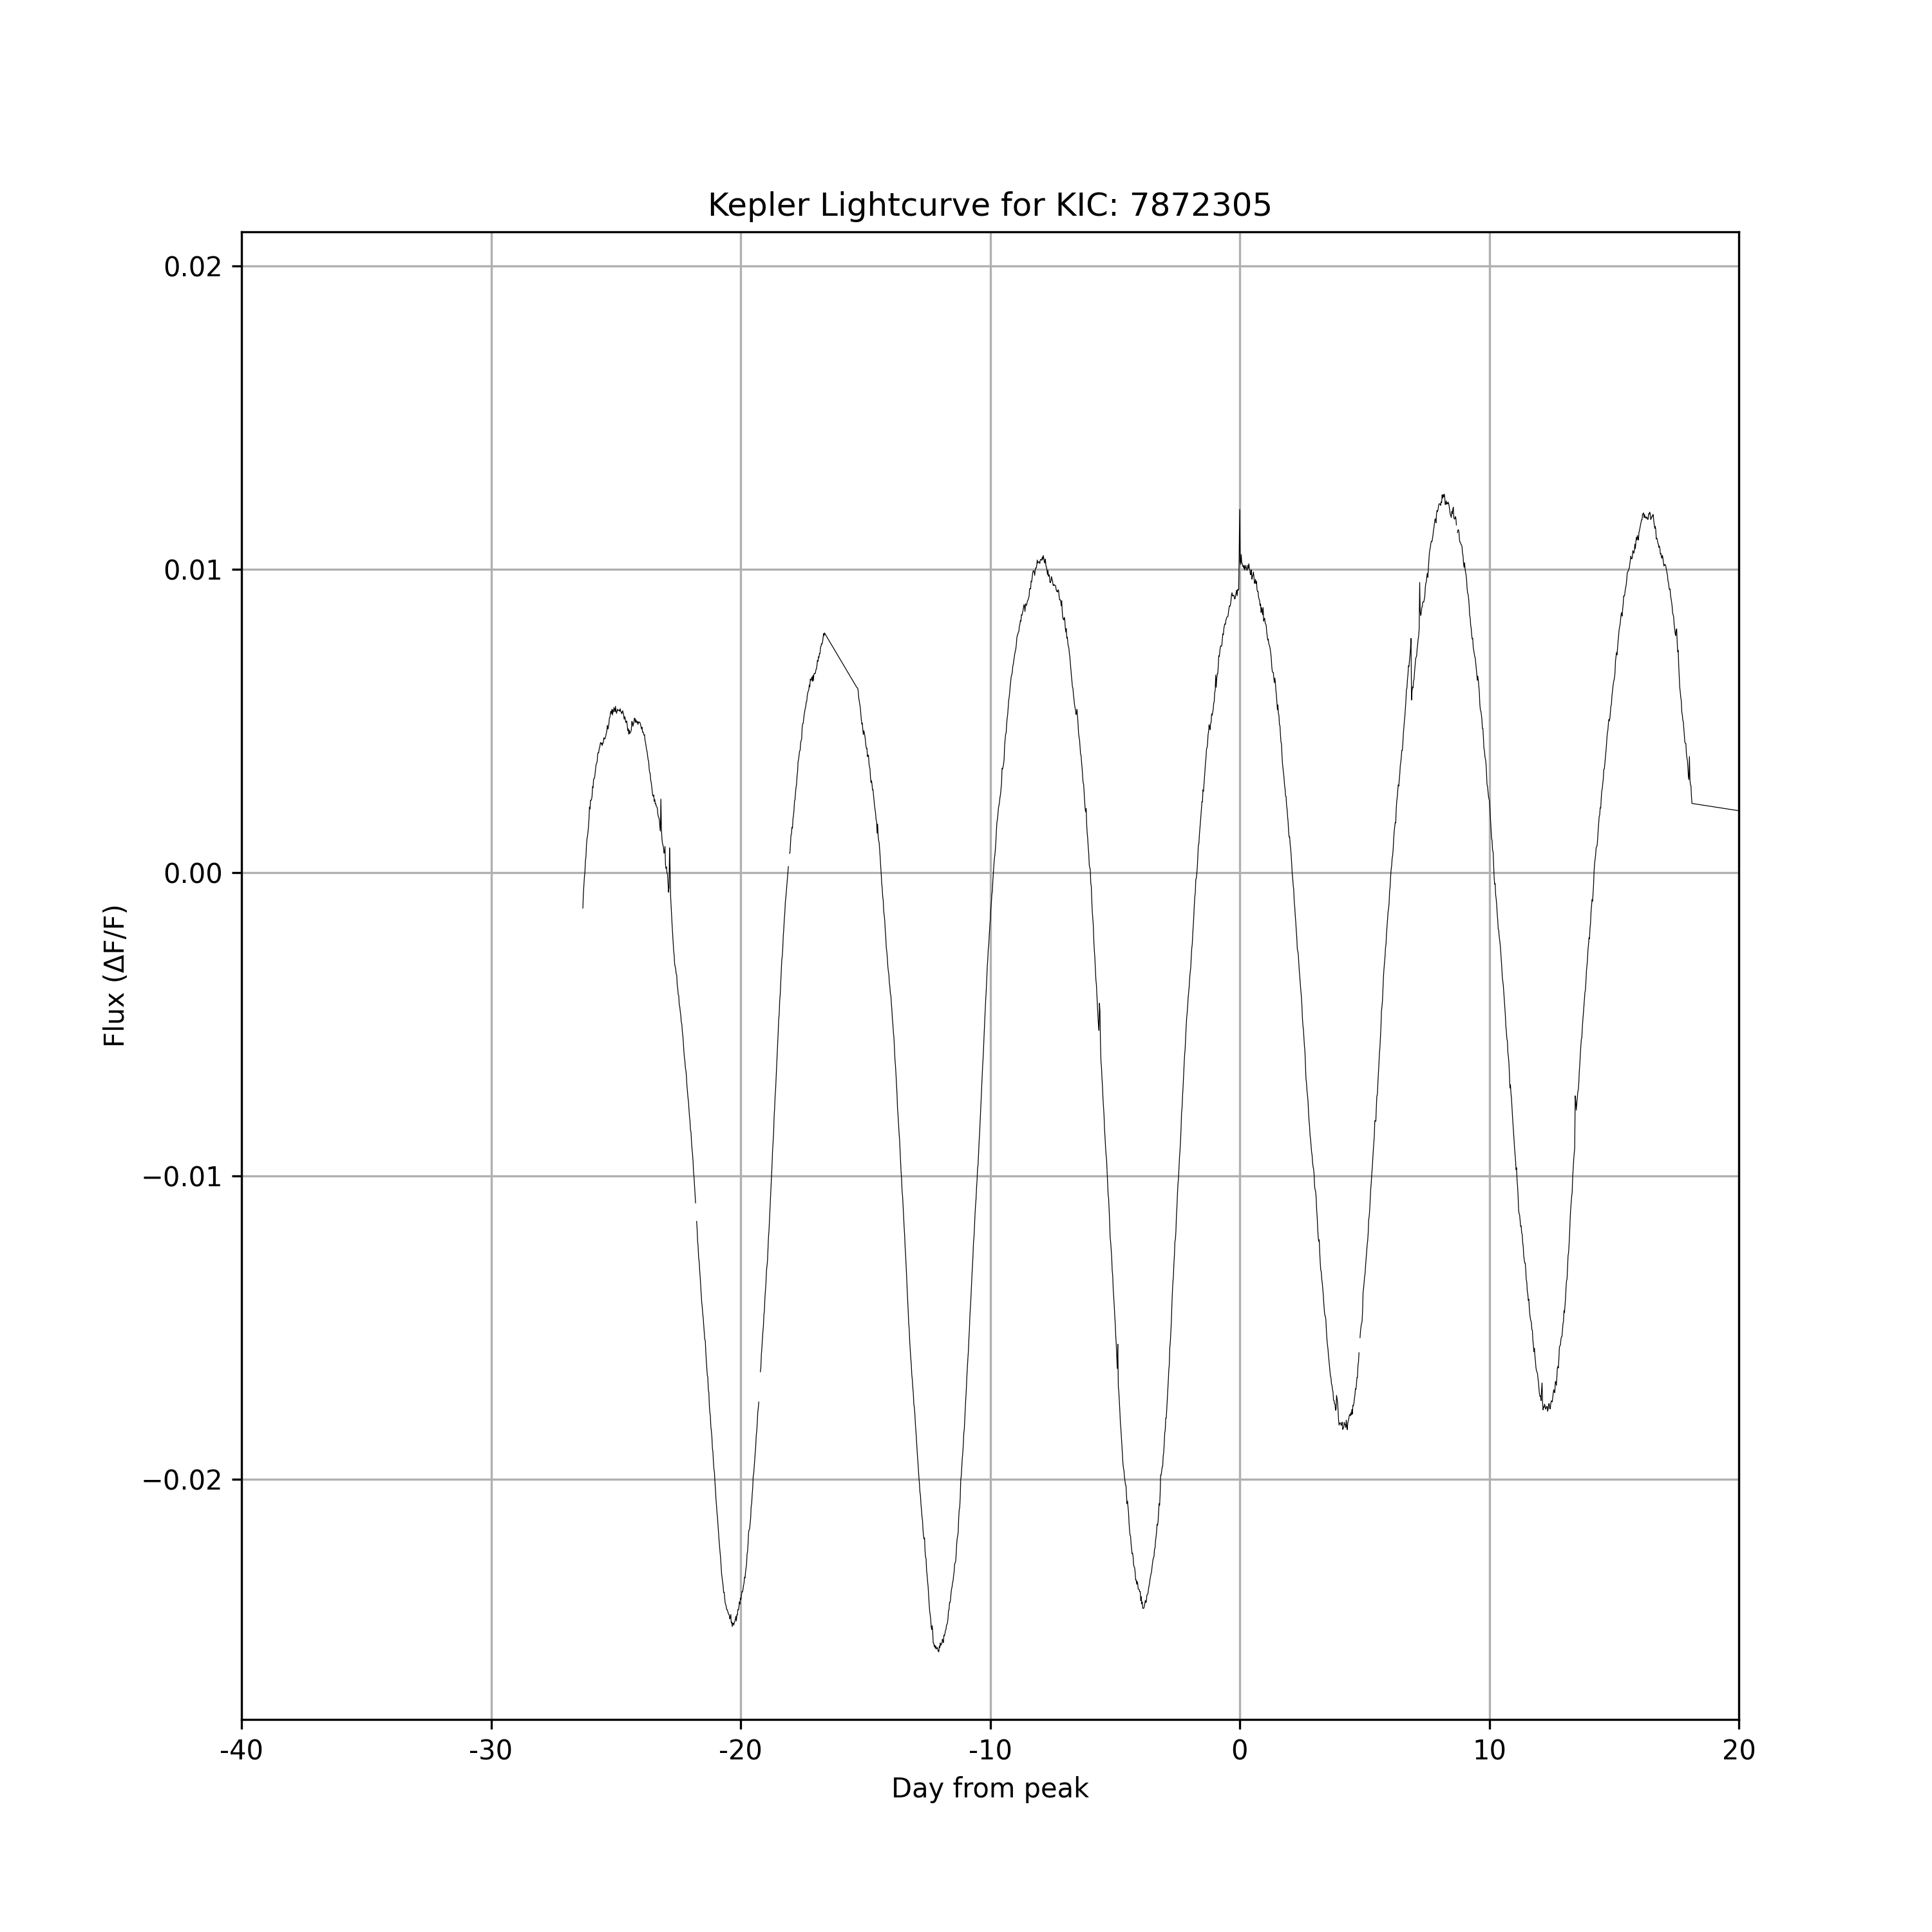 Kepler Lightcurve for KIC: 7872305
0.02
0.01
0.00
−0.01
−0.02
Flux (ΔF/F)
-40 -30 -20 -10 0 10 20
Day from peak